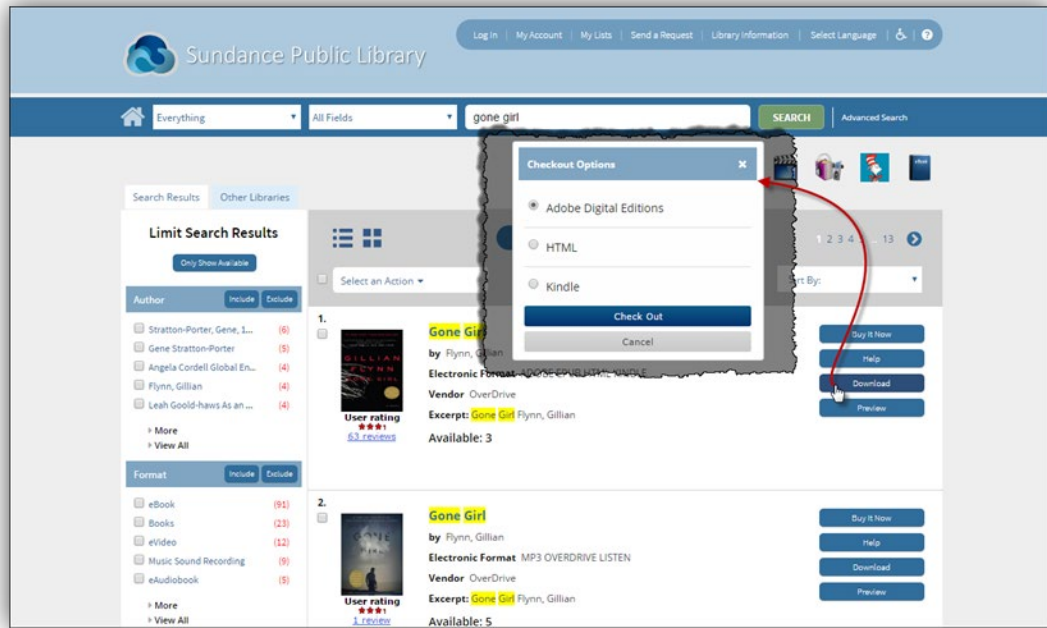 Log In | My Account | My Lists | Send a Request | Library Information | Select Language
Sundance Public Library
Everything All Fields gone girl SEARCH Advanced Search
Checkout Options
Adobe Digital Editions
HTML
Kindle
Check Out
Cancel
Search Results Other Libraries
Limit Search Results
Only Show Available
1 2 3 4 5 .. 13
Select an Action
Sort By:
Author Include Exclude
Stratton-Porter, Gene, 1... (6)
Gene Stratton-Porter (5)
Angela Cordell Global En... (4)
Flynn, Gillian (4)
Leah Goold-haws As an ... (4)
More
View All
Format Include Exclude
eBook (91)
Books (23)
eVideo (12)
Music Sound Recording (9)
eAudiobook (5)
More
View All
1.
GILLIAN
FLYNN
GONE GIRL
User rating
63 reviews
Gone Girl
by Flynn, Gillian
Electronic Format ADOBE EPUB HTML KINDLE
Vendor OverDrive
Excerpt: Gone Girl Flynn, Gillian
Available: 3
Buy It Now
Help
Download
Preview
2.
GONE
User rating
1 review
Gone Girl
by Flynn, Gillian
Electronic Format MP3 OVERDRIVE LISTEN
Vendor OverDrive
Excerpt: Gone Girl Flynn, Gillian
Available: 5
Buy It Now
Help
Download
Preview